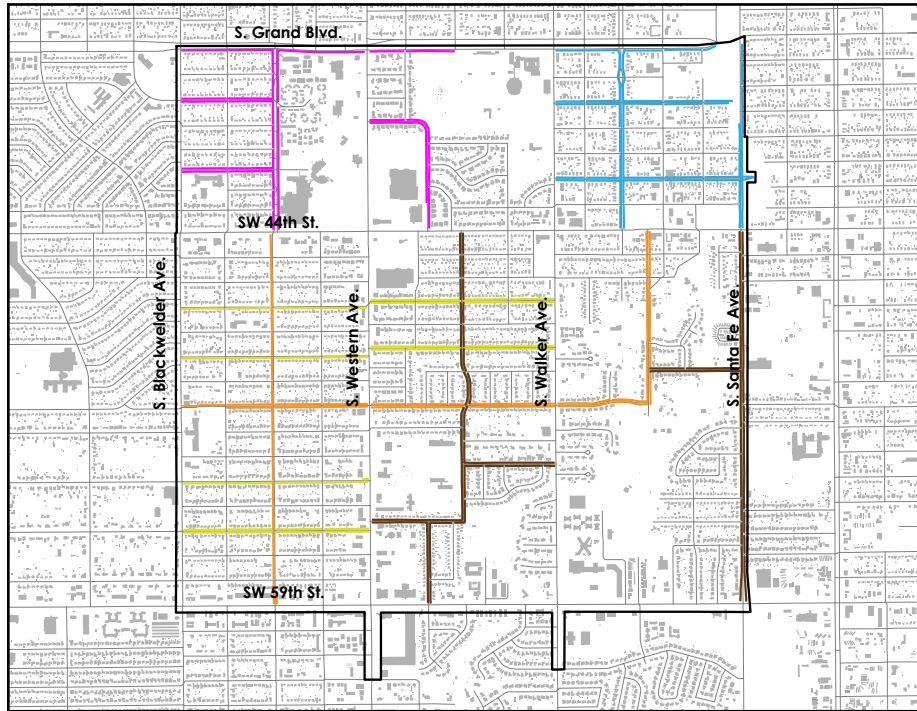 S. Grand Blvd.
SW 44th St.
S. Blackwelder Ave.
S. Western Ave.
S. Walker Ave.
S. Santa Fe Ave.
SW 59th St.